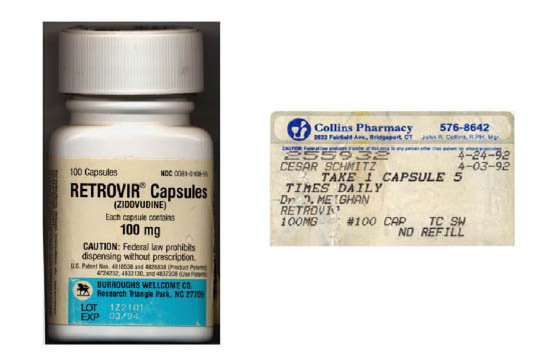 100 Capsules NDC 0081-0108-55
RETROVIR® Capsules
(ZIDOVUDINE)
Each capsule contains
100 mg
CAUTION: Federal law prohibits
dispensing without prescription.
U.S. Patent Nos. 4818538 and 4828838 (Product Patents)
4724232, 4833130, and 4837208 (Use Patents)
BURROUGHS WELLCOME CO.
Research Triangle Park, NC 27709
LOT 1Z2101
EXP 03/94
Collins Pharmacy 576-8642
2633 Fairfield Ave., Bridgeport, CT John R. Collins, R.PH. Mgr.
CAUTION: Federal law prohibits transfer of this drug to any person other than patient for whom prescribed
255932 4-24-92
CESAR SCHMITZ 4-03-92
TAKE 1 CAPSULE 5
TIMES DAILY
Dr MEIGHAN
RETROVIR
100MG #100 CAP TC SW
NO REFILL